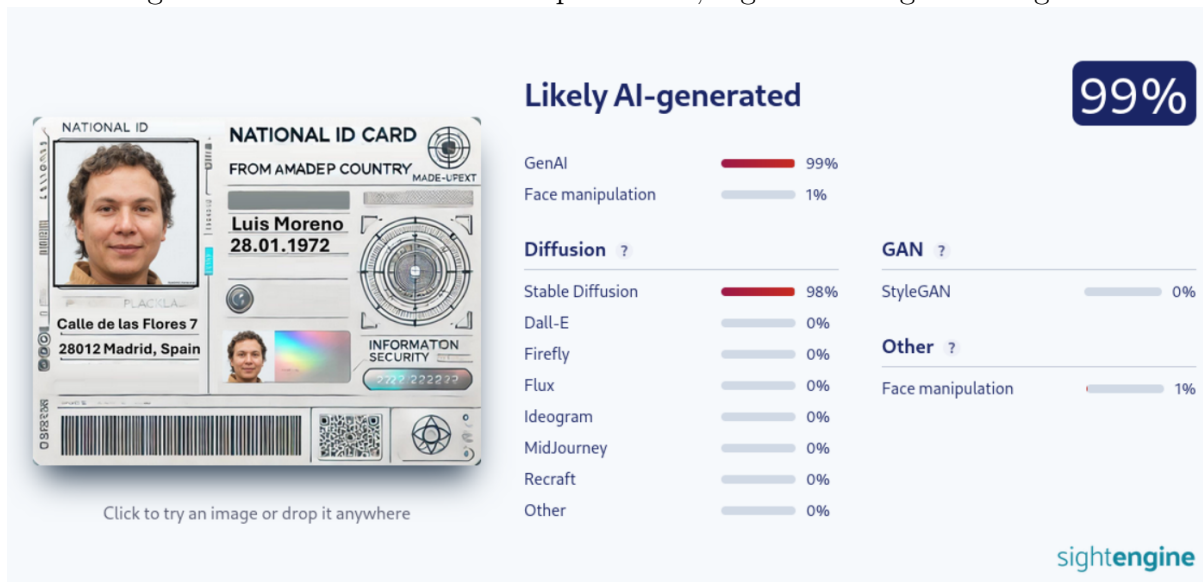 NATIONAL ID
NATIONAL ID CARD
FROM AMADEP COUNTRY
MADE-UPEXT
Luis Moreno
28.01.1972
PLACKLA...
Calle de las Flores 7
28012 Madrid, Spain
INFORMATON
SECURITY
Click to try an image or drop it anywhere
Likely AI-generated
99%
GenAI 99%
Face manipulation 1%
Diffusion ?
Stable Diffusion 98%
Dall-E 0%
Firefly 0%
Flux 0%
Ideogram 0%
MidJourney 0%
Recraft 0%
Other 0%
GAN ?
StyleGAN 0%
Other ?
Face manipulation 1%
sightengine